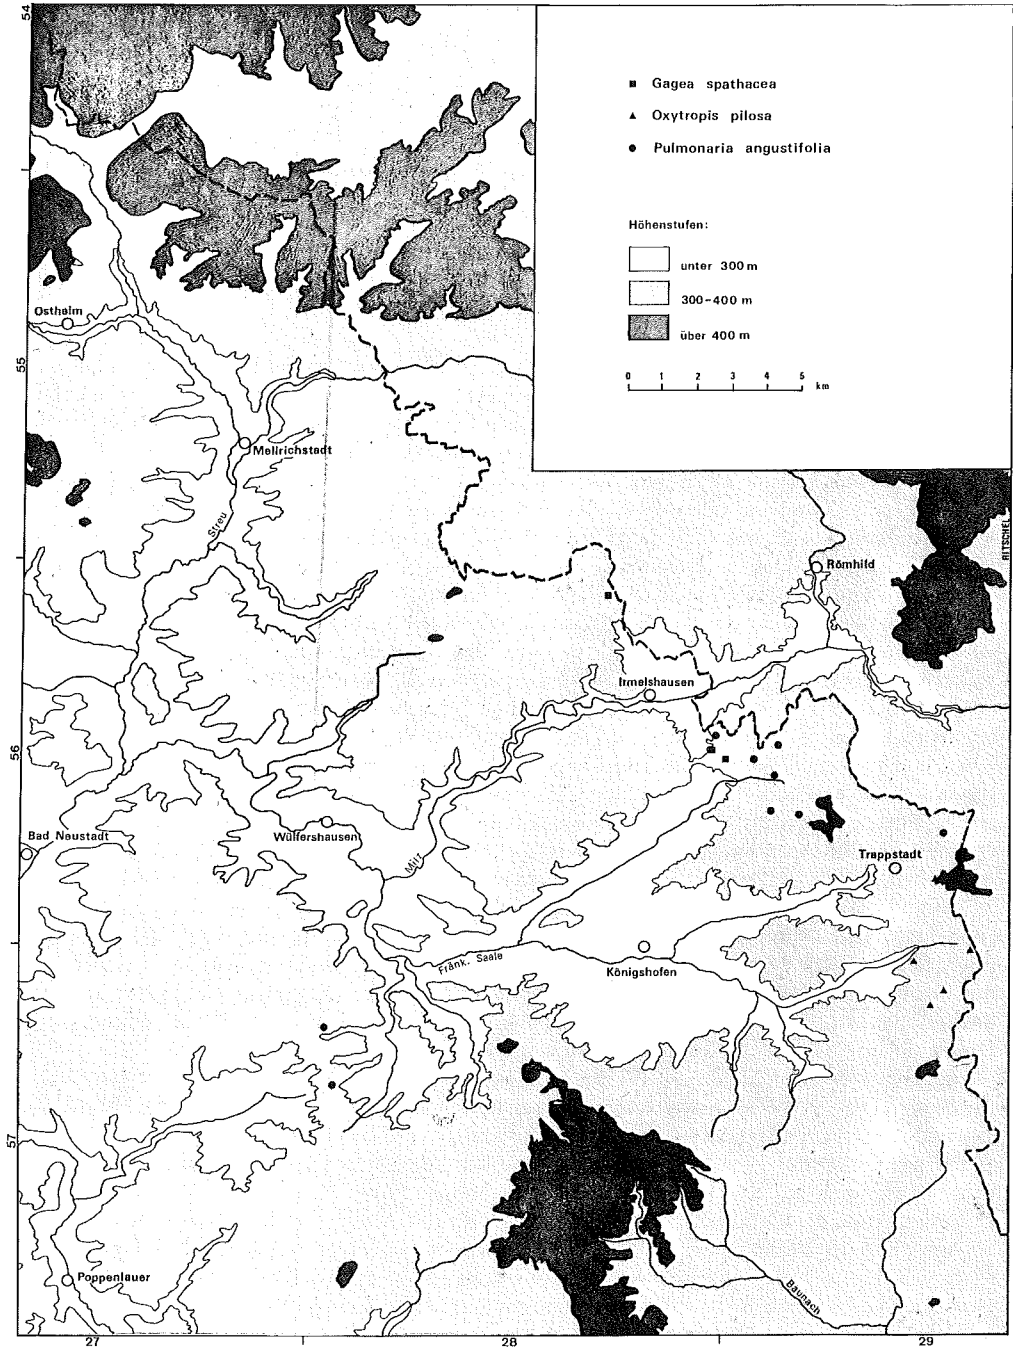 54
Gagea spathacea
Oxytropis pilosa
Pulmonaria angustifolia
Höhenstufen:
unter 300 m
300-400 m
über 400 m
0 1 2 3 4 5
km
Ostheim
55
Mellrichstadt
Streu
RITSCHEL
Römhild
Irmelshausen
56
Bad Neustadt
Wülfershausen
Milz
Trappstadt
Fränk. Saale
Königshofen
57
Poppenlauer
Baunach
27 28 29